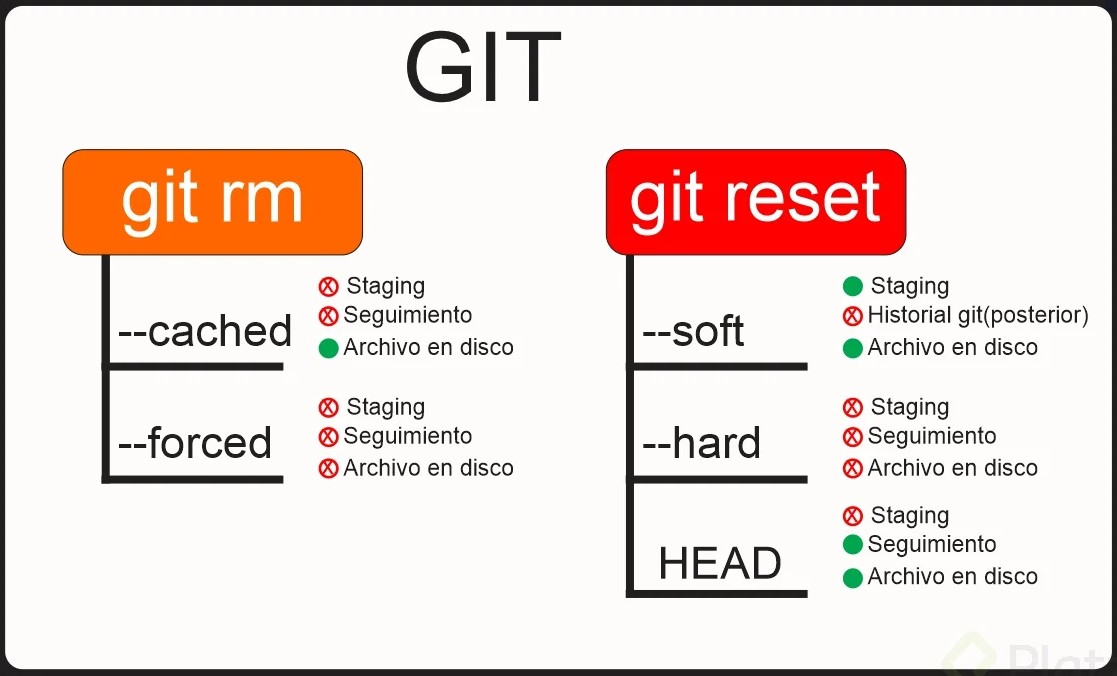 GIT
git rm
--cached
Staging
Seguimiento
Archivo en disco
--forced
Staging
Seguimiento
Archivo en disco
git reset
--soft
Staging
Historial git(posterior)
Archivo en disco
--hard
Staging
Seguimiento
Archivo en disco
HEAD
Staging
Seguimiento
Archivo en disco